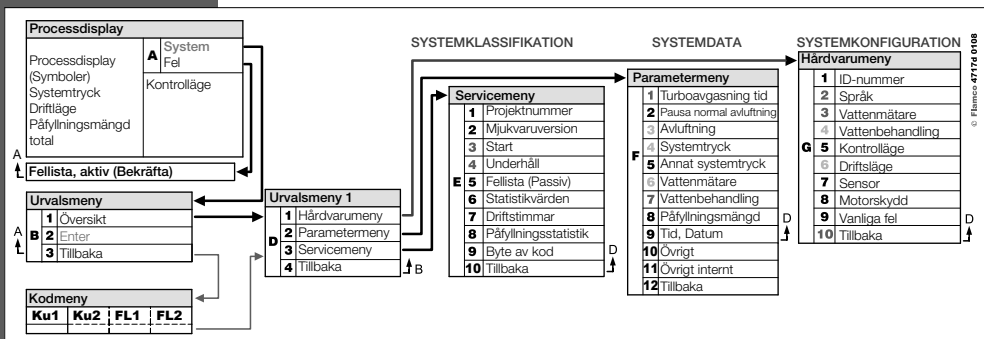 Processdisplay
Processdisplay
(Symboler)
Systemtryck
Driftläge
Påfyllningsmängd
total
A System
Fel
Kontrolläge
A
Fellista, aktiv (Bekräfta)
Urvalsmeny
B
1 Översikt
2 Enter
3 Tillbaka
A
Kodmeny
Ku1 Ku2 FL1 FL2
Urvalsmeny 1
D
1 Hårdvarumeny
2 Parametermeny
3 Servicemeny
4 Tillbaka
B
SYSTEMKLASSIFIKATION
Servicemeny
E
1 Projektnummer
2 Mjukvaruversion
3 Start
4 Underhåll
5 Fellista (Passiv)
6 Statistikvärden
7 Driftstimmar
8 Påfyllningsstatistik
9 Byte av kod
10 Tillbaka
D
SYSTEMDATA
Parametermeny
F
1 Turboavgasning tid
2 Pausa normal avluftning
3 Avluftning
4 Systemtryck
5 Annat systemtryck
6 Vattenmätare
7 Vattenbehandling
8 Påfyllningsmängd
9 Tid, Datum
10 Övrigt
11 Övrigt internt
12 Tillbaka
D
SYSTEMKONFIGURATION
Hårdvarumeny
G
1 ID-nummer
2 Språk
3 Vattenmätare
4 Vattenbehandling
5 Kontrolläge
6 Driftsläge
7 Sensor
8 Motorskydd
9 Vanliga fel
10 Tillbaka
D
© Flamco 4717d 0108